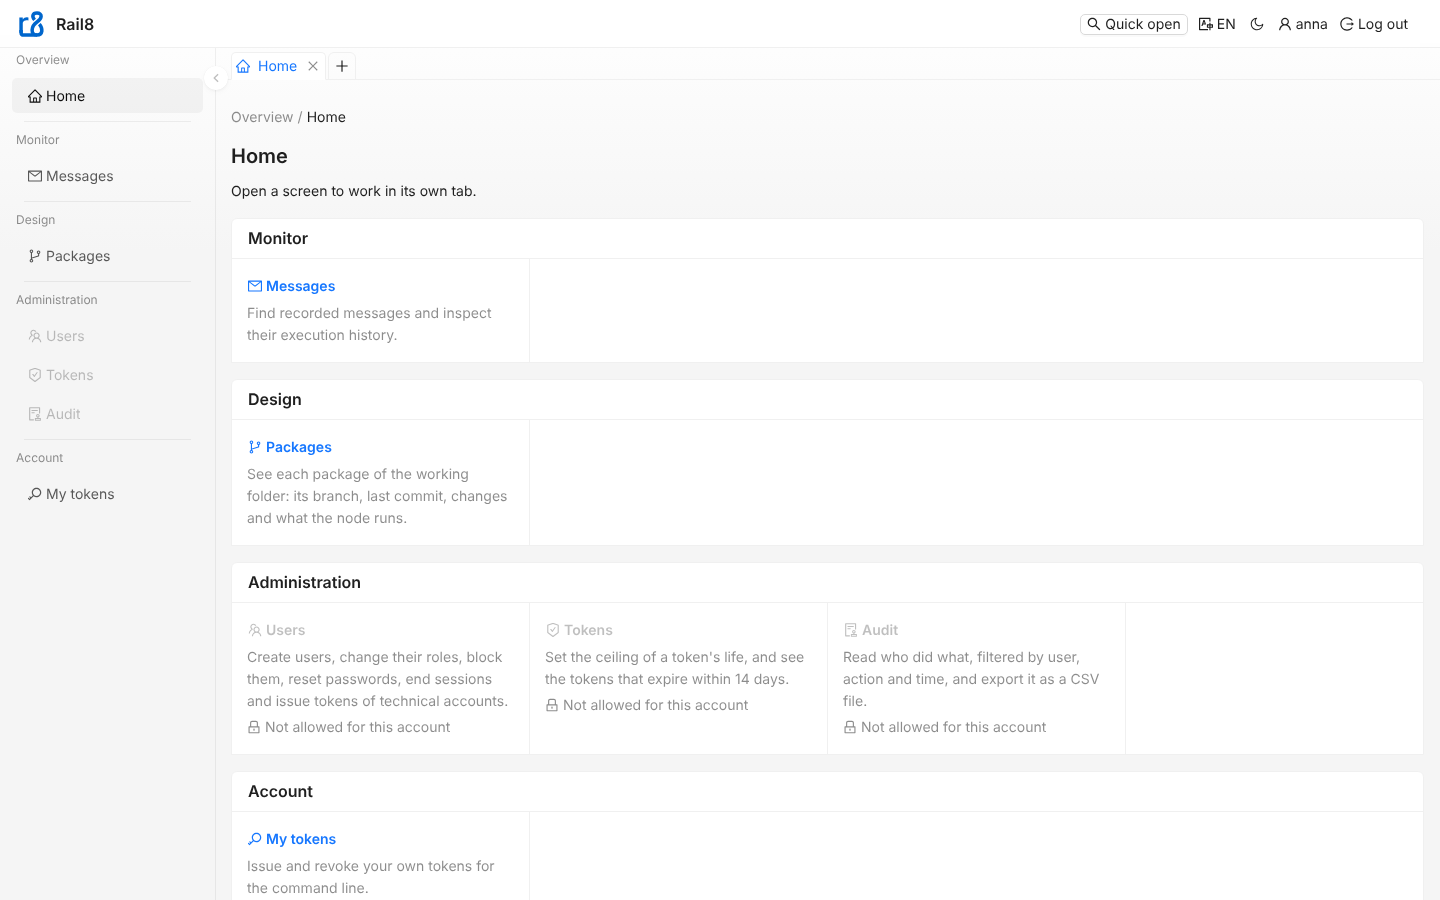 Rail8
Quick open
EN
anna
Log out
Overview
Home
Monitor
Messages
Design
Packages
Administration
Users
Tokens
Audit
Account
My tokens
Home
Overview / Home
Home
Open a screen to work in its own tab.
Monitor
Messages
Find recorded messages and inspect
their execution history.
Design
Packages
See each package of the working
folder: its branch, last commit, changes
and what the node runs.
Administration
Users
Create users, change their roles, block
them, reset passwords, end sessions
and issue tokens of technical accounts.
Not allowed for this account
Tokens
Set the ceiling of a token's life, and see
the tokens that expire within 14 days.
Not allowed for this account
Audit
Read who did what, filtered by user,
action and time, and export it as a CSV
file.
Not allowed for this account
Account
My tokens
Issue and revoke your own tokens for
the command line.